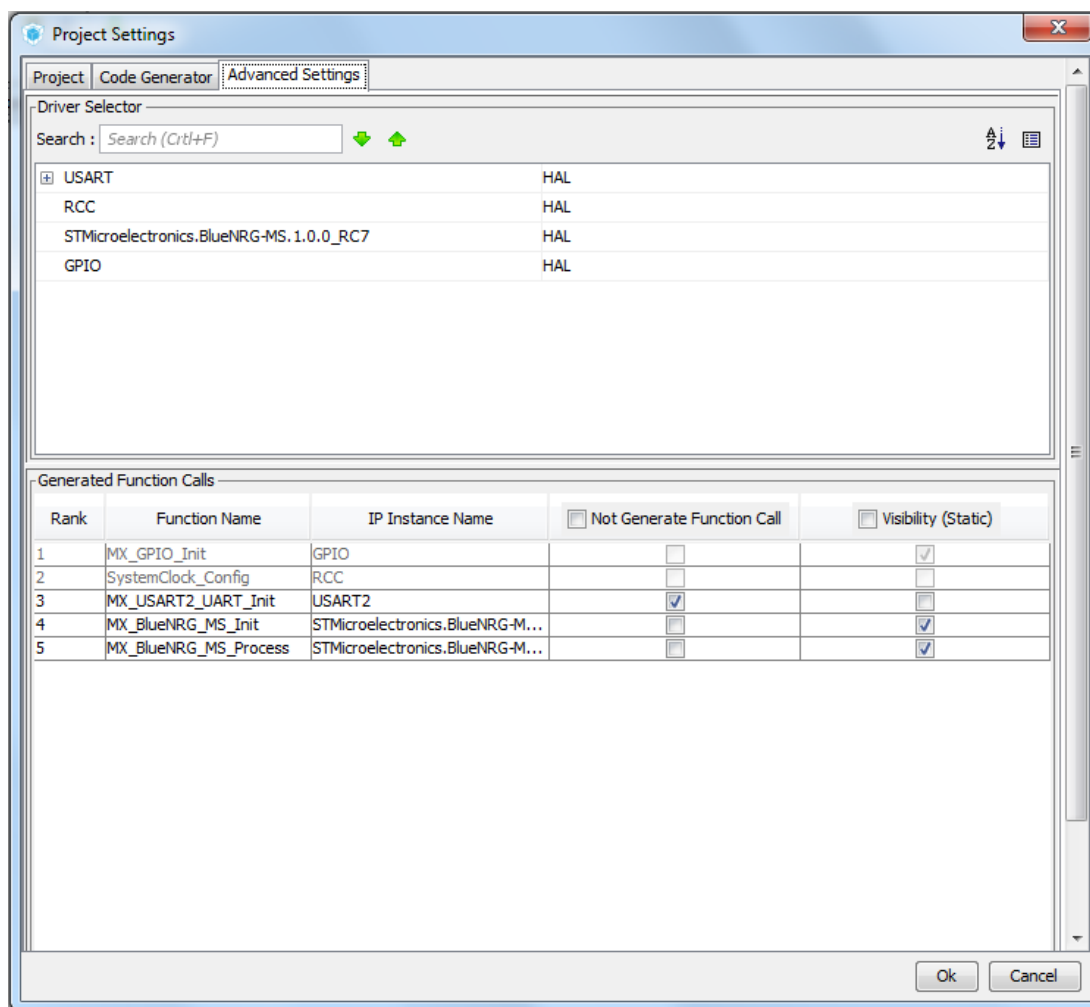 Project Settings
Project Code Generator Advanced Settings
Driver Selector
Search : Search (Crtl+F)
USART HAL
RCC HAL
STMicroelectronics.BlueNRG-MS.1.0.0_RC7 HAL
GPIO HAL
Generated Function Calls
Rank Function Name IP Instance Name Not Generate Function Call Visibility (Static)
1 MX_GPIO_Init GPIO
2 SystemClock_Config RCC
3 MX_USART2_UART_Init USART2
4 MX_BlueNRG_MS_Init STMicroelectronics.BlueNRG-M...
5 MX_BlueNRG_MS_Process STMicroelectronics.BlueNRG-M...
Ok Cancel